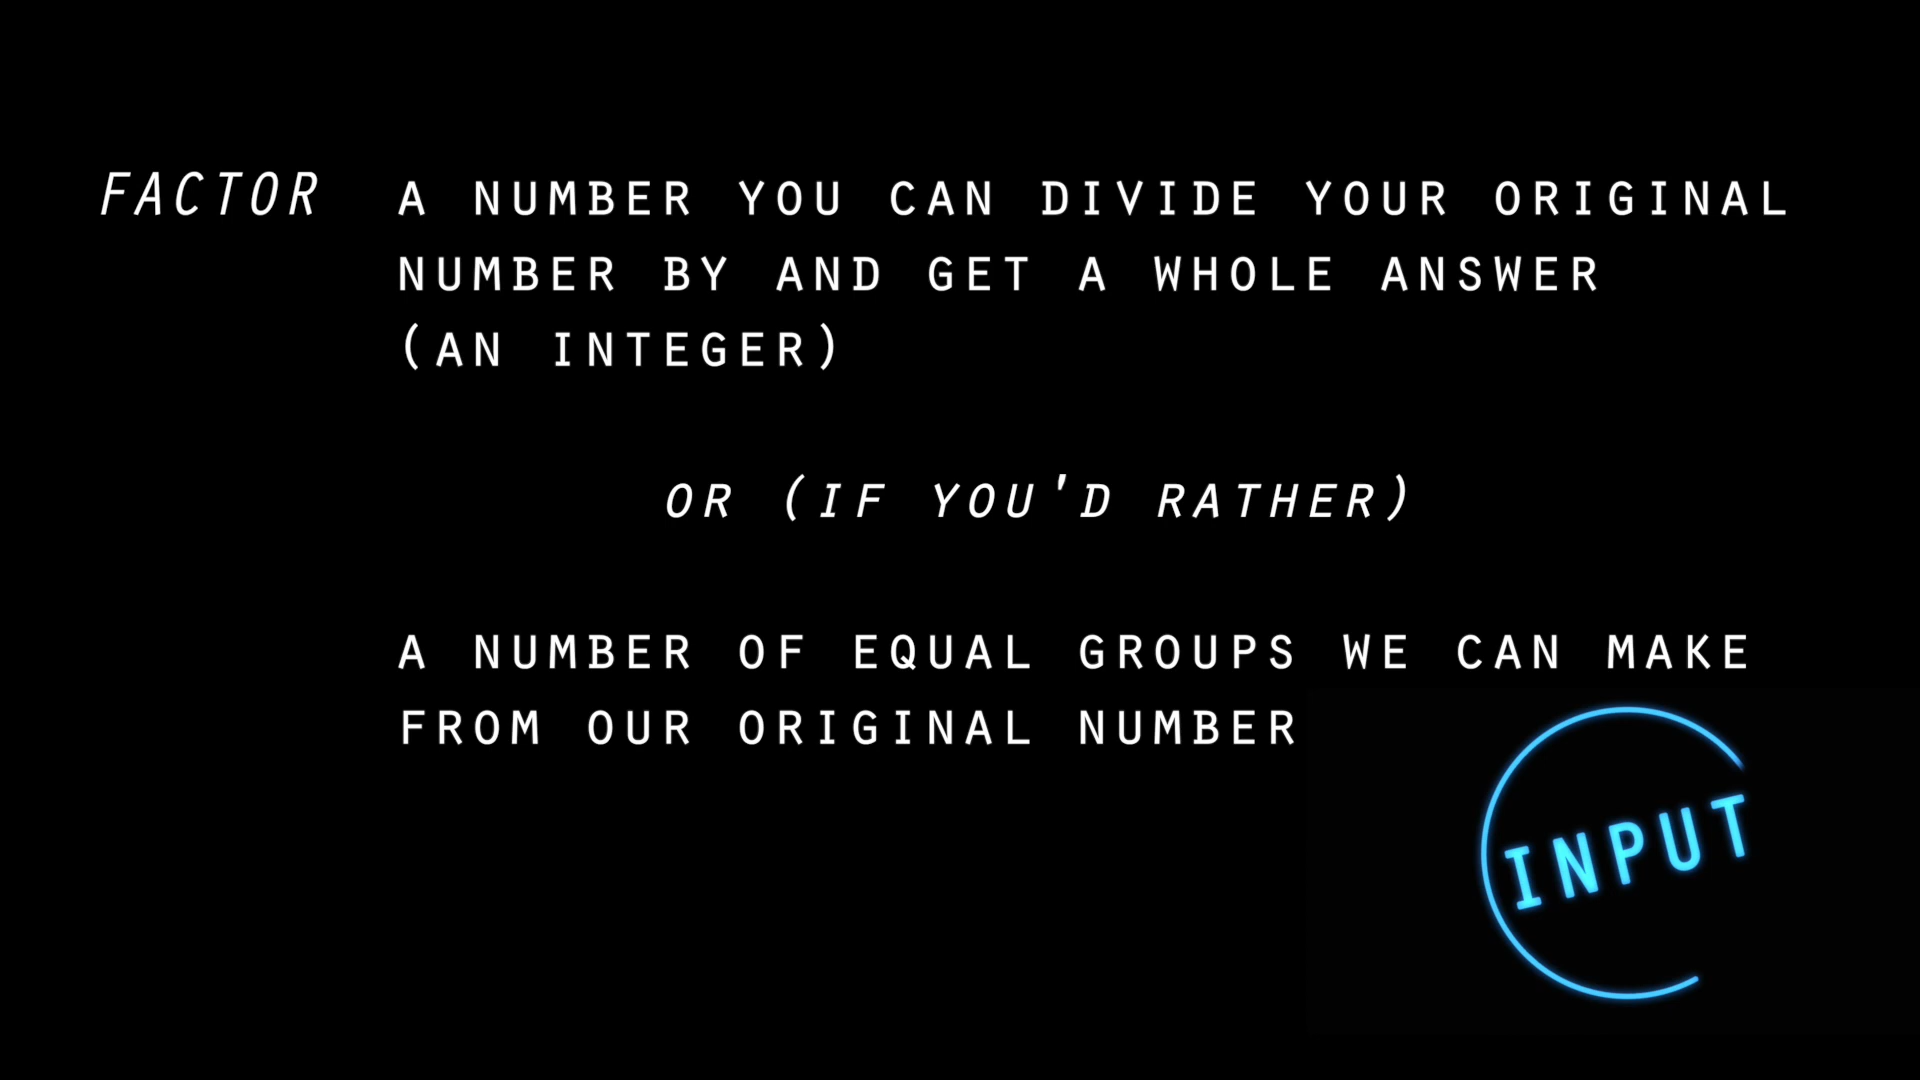 FACTOR A NUMBER YOU CAN DIVIDE YOUR ORIGINAL
NUMBER BY AND GET A WHOLE ANSWER
(AN INTEGER)
OR (IF YOU'D RATHER)
A NUMBER OF EQUAL GROUPS WE CAN MAKE
FROM OUR ORIGINAL NUMBER
INPUT